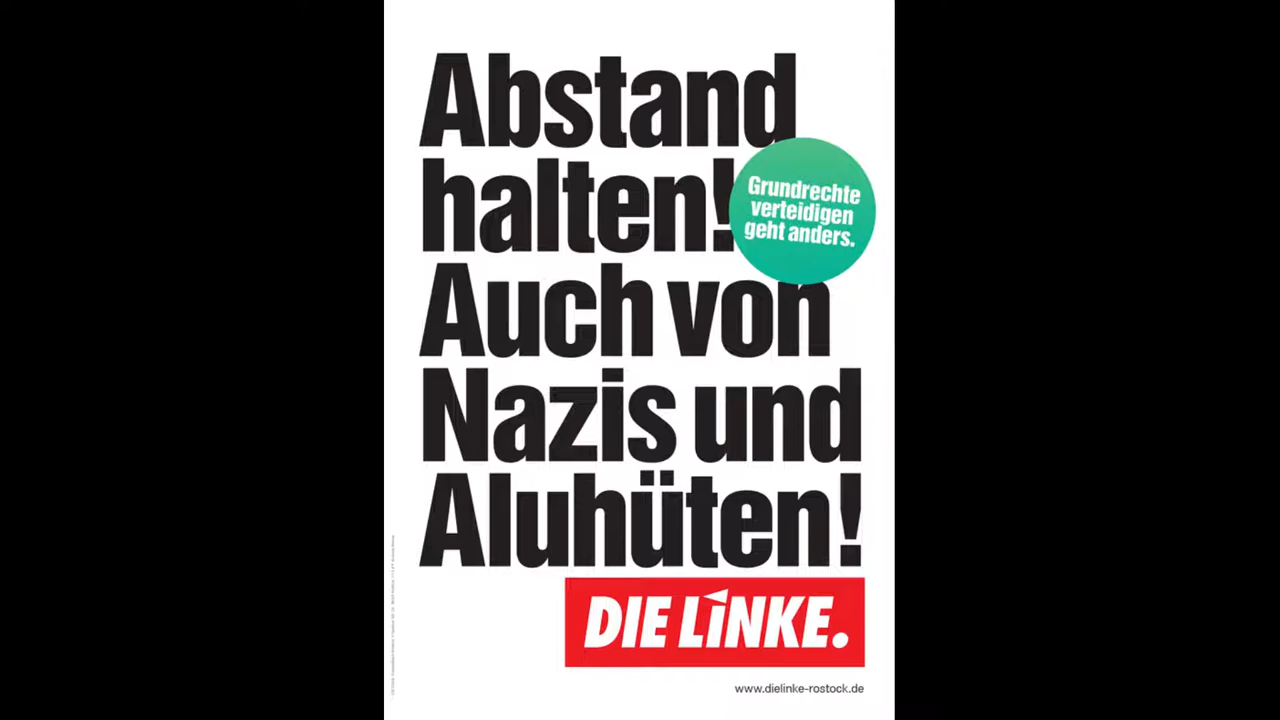 Abstand
halten!
Grundrechte
verteidigen
geht anders.
Auch von
Nazis und
Aluhüten!
DIE LINKE.
www.dielinke-rostock.de